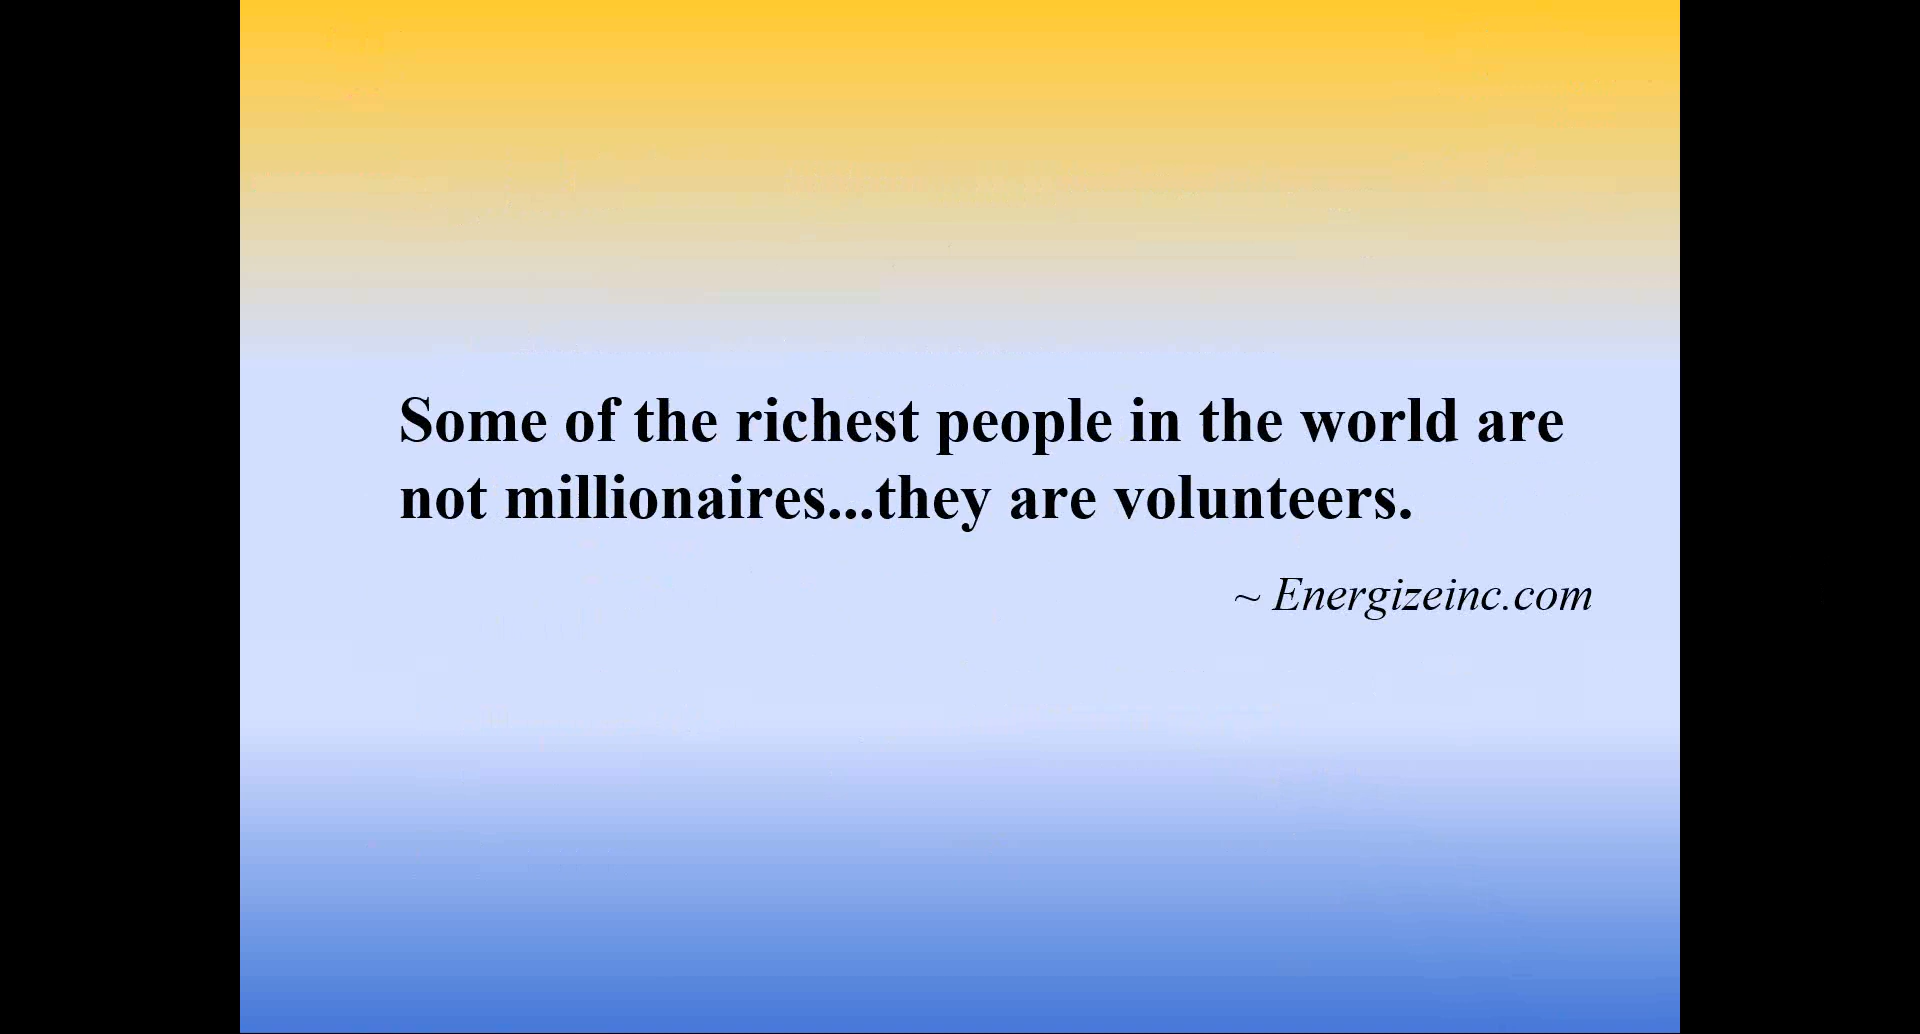 Some of the richest people in the world are
not millionaires...they are volunteers.
~ Energizeinc.com